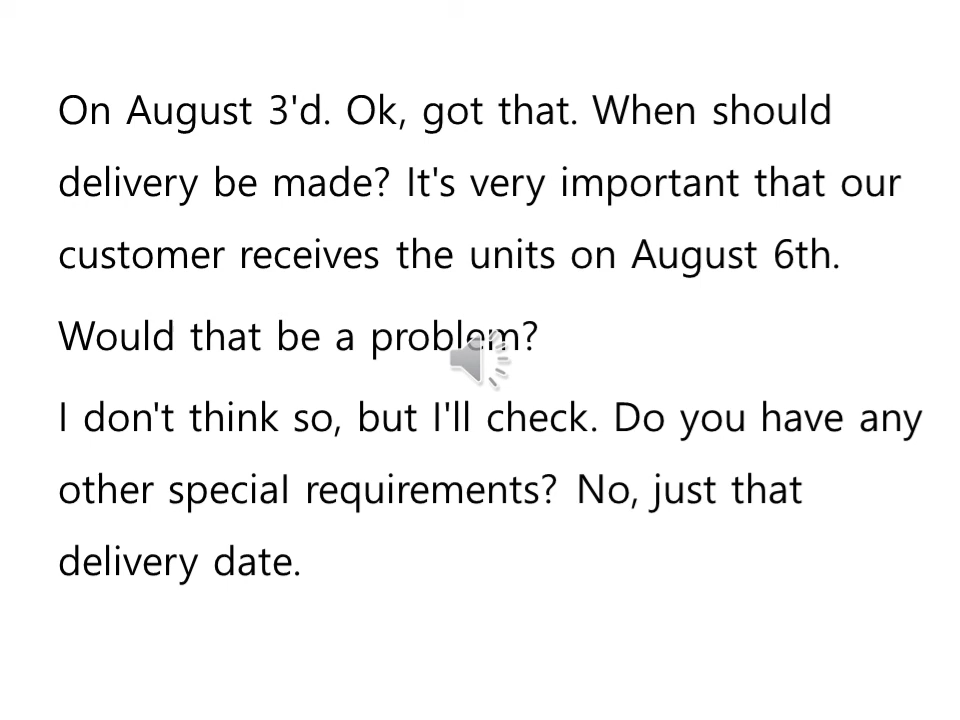 On August 3'd. Ok, got that. When should
delivery be made? It's very important that our
customer receives the units on August 6th.
Would that be a problem?
I don't think so, but I'll check. Do you have any
other special requirements? No, just that
delivery date.